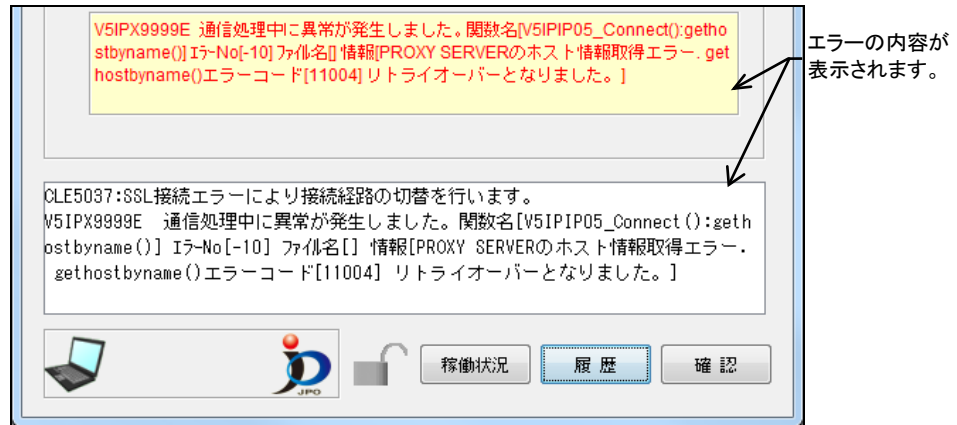 V5IPX9999E 通信処理中に異常が発生しました。関数名[V5IPIP05_Connect():getho
stbyname()] ｴﾗｰNo[-10] ﾌｧｲﾙ名[] 情報[PROXY SERVERのホスト情報取得エラー. get
hostbyname()エラーコード[11004] リトライオーバーとなりました。]
エラーの内容が
表示されます。
CLE5037:SSL接続エラーにより接続経路の切替を行います。
V5IPX9999E　通信処理中に異常が発生しました。関数名[V5IPIP05_Connect():geth
ostbyname()] ｴﾗｰNo[-10] ﾌｧｲﾙ名[] 情報[PROXY SERVERのホスト情報取得エラー.
gethostbyname()エラーコード[11004] リトライオーバーとなりました。]
JPO
稼働状況
履 歴
確 認